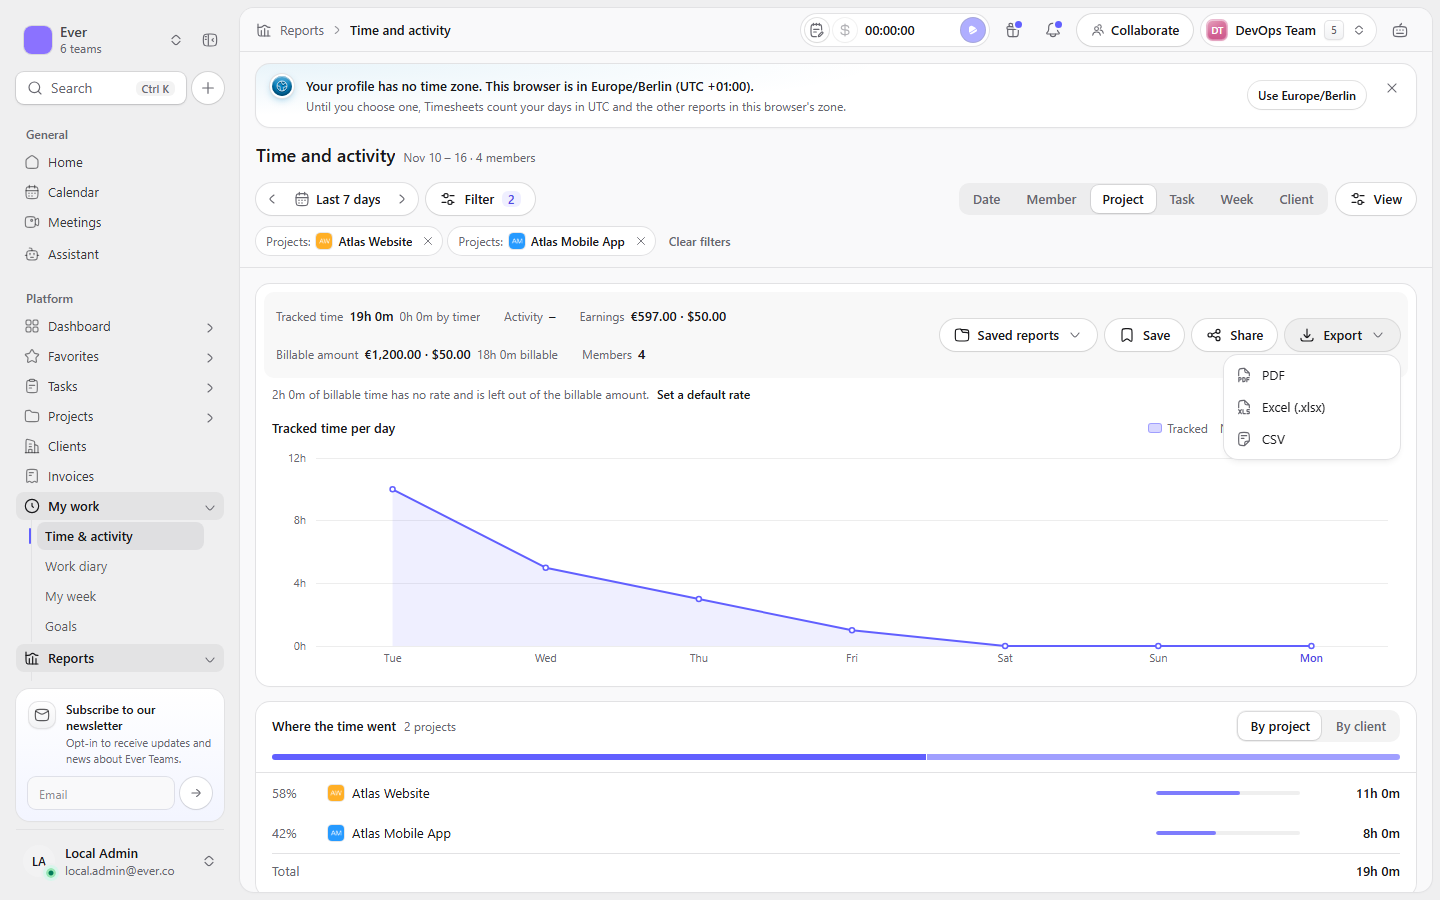 Ever
6 teams
Search
Ctrl K
General
Home
Calendar
Meetings
Assistant
Platform
Dashboard
Favorites
Tasks
Projects
Clients
Invoices
My work
Time & activity
Work diary
My week
Goals
Reports
Subscribe to our
newsletter
Opt-in to receive updates and
news about Ever Teams.
Email
LA
Local Admin
local.admin@ever.co
Reports
Time and activity
00:00:00
Collaborate
DT
DevOps Team
5
Your profile has no time zone. This browser is in Europe/Berlin (UTC +01:00).
Until you choose one, Timesheets count your days in UTC and the other reports in this browser's zone.
Use Europe/Berlin
Time and activity Nov 10 – 16 · 4 members
Last 7 days
Filter 2
Date
Member
Project
Task
Week
Client
View
Projects: AW Atlas Website
Projects: AM Atlas Mobile App
Clear filters
Tracked time 19h 0m 0h 0m by timer
Activity –
Earnings €597.00 · $50.00
Billable amount €1,200.00 · $50.00 18h 0m billable
Members 4
Saved reports
Save
Share
Export
PDF
Excel (.xlsx)
CSV
2h 0m of billable time has no rate and is left out of the billable amount. Set a default rate
Tracked time per day
Tracked
12h
8h
4h
0h
Tue
Wed
Thu
Fri
Sat
Sun
Mon
Where the time went 2 projects
By project
By client
58% AW Atlas Website 11h 0m
42% AM Atlas Mobile App 8h 0m
Total 19h 0m